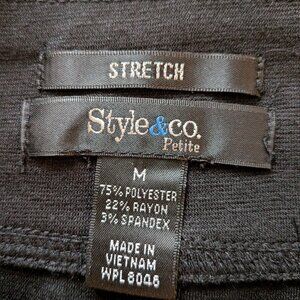 STRETCH
Style&co.
Petite
M
75% POLYESTER
22% RAYON
3% SPANDEX
MADE IN
VIETNAM
WPL 8046